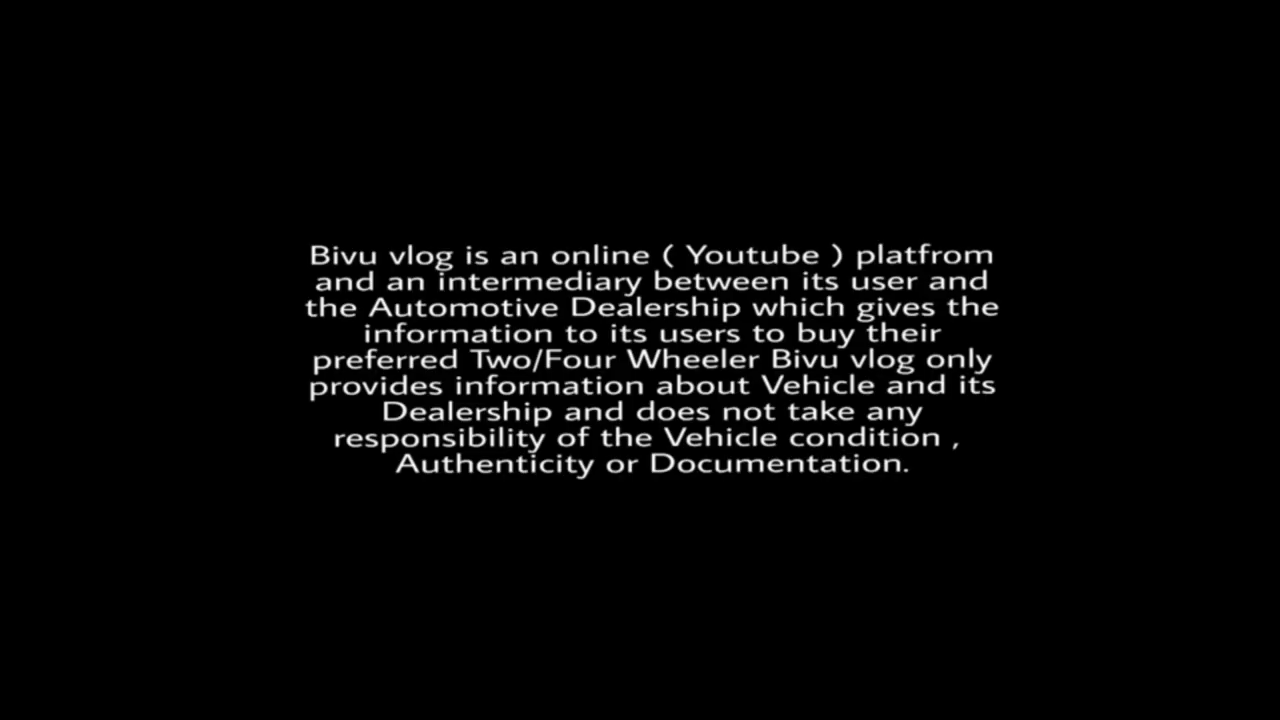 Bivu vlog is an online ( Youtube ) platfrom
and an intermediary between its user and
the Automotive Dealership which gives the
information to its users to buy their
preferred Two/Four Wheeler Bivu vlog only
provides information about Vehicle and its
Dealership and does not take any
responsibility of the Vehicle condition ,
Authenticity or Documentation.